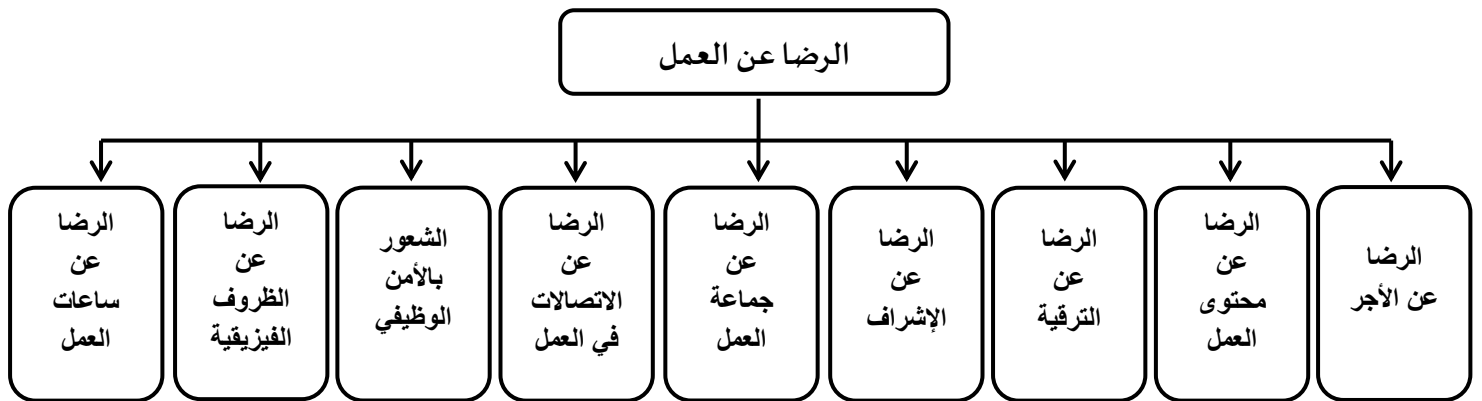 الرضا عن العمل
الرضا
عن الأجر
الرضا
عن
محتوى
العمل
الرضا
عن
الترقية
الرضا
عن
الإشراف
الرضا
عن
جماعة
العمل
الرضا
عن
الاتصالات
في العمل
الشعور
بالأمن
الوظيفي
الرضا
عن
الظروف
الفيزيقية
الرضا
عن
ساعات
العمل